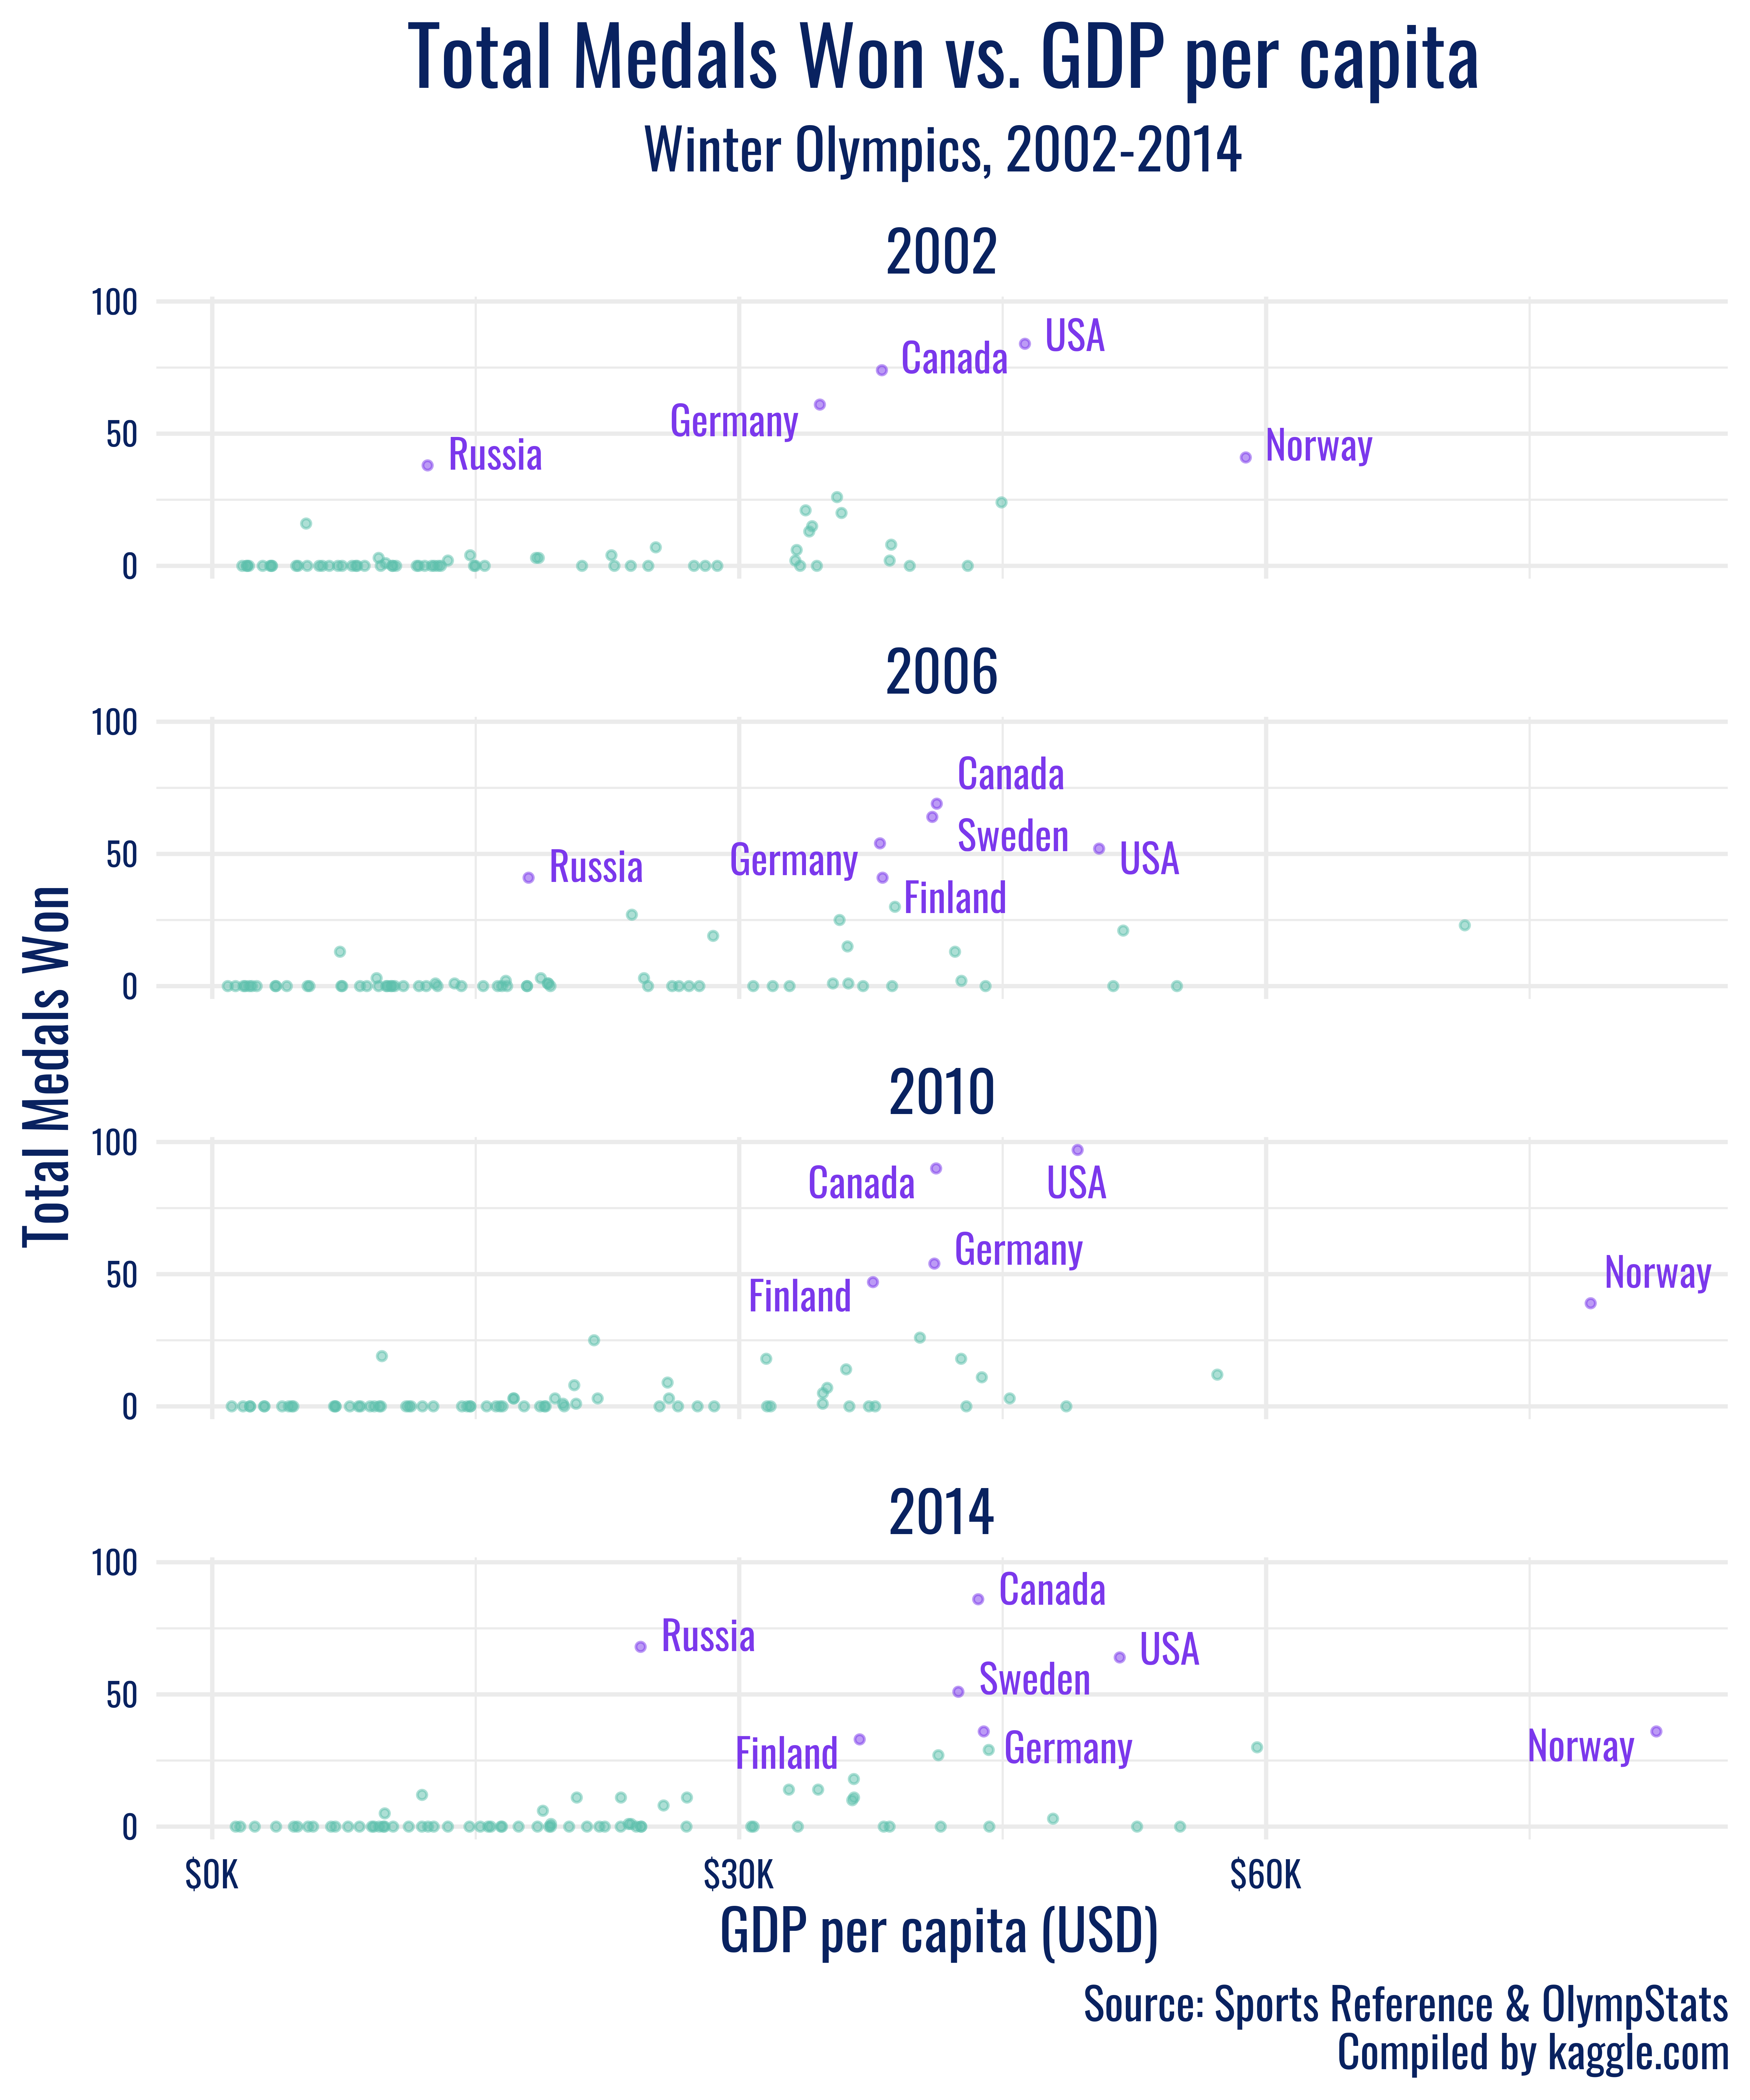 Total Medals Won vs. GDP per capita
Winter Olympics, 2002-2014
2002
100
USA
Canada
Germany
50
Norway
Russia
0
2006
100
Canada
Sweden
50
USA
Germany
Russia
Finland
0
Total Medals Won
2010
100
Canada
USA
Germany
50
Norway
Finland
0
2014
100
Canada
Russia
USA
Sweden
50
Germany
Norway
Finland
0
$0K
$30K
$60K
GDP per capita (USD)
Source: Sports Reference & OlympStats
Compiled by kaggle.com